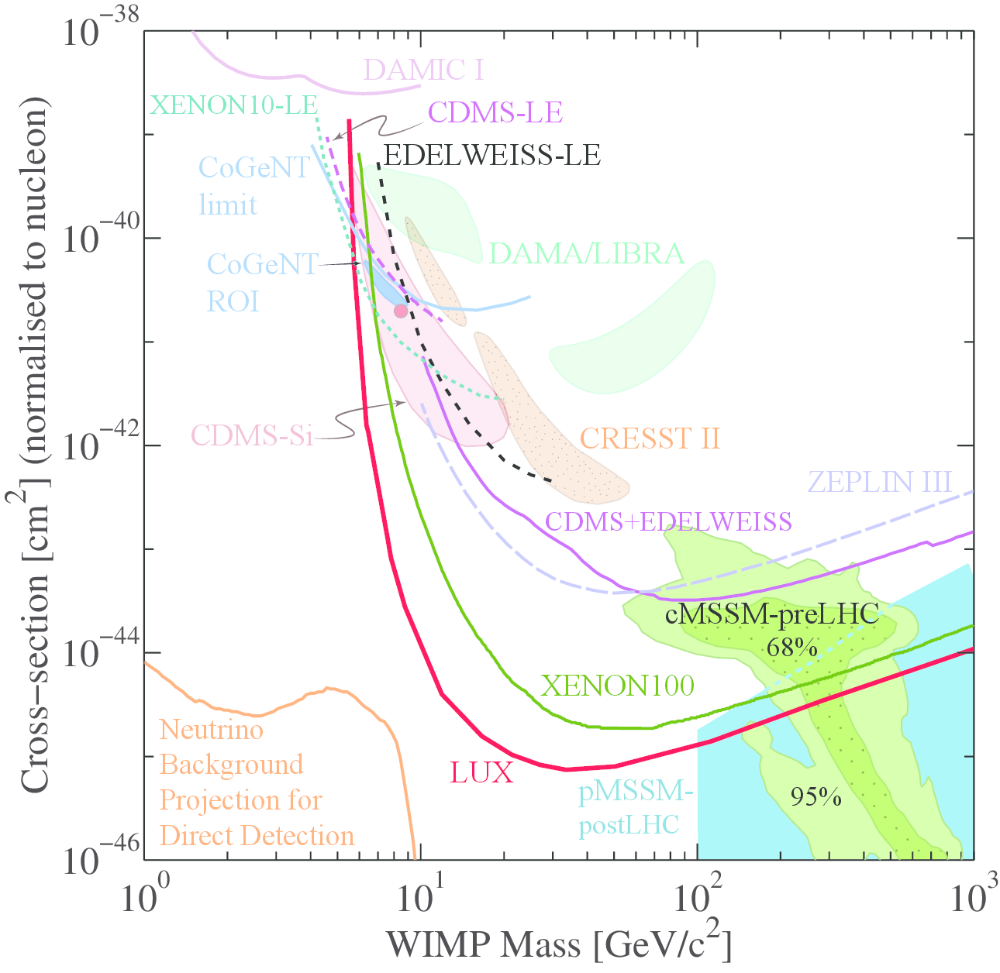 10^−38
DAMIC I
XENON10-LE
CDMS-LE
EDELWEISS-LE
CoGeNT
limit
10^−40
DAMA/LIBRA
CoGeNT
ROI
CDMS-Si
10^−42
CRESST II
ZEPLIN III
CDMS+EDELWEISS
cMSSM-preLHC
68%
10^−44
XENON100
Neutrino
Background
Projection for
Direct Detection
LUX
pMSSM-
postLHC
95%
10^−46
10^0
10^1
10^2
10^3
WIMP Mass [GeV/c^2]
Cross−section [cm^2] (normalised to nucleon)